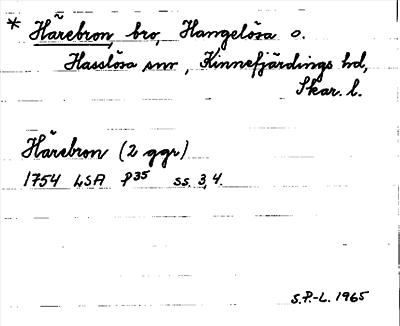 * Härebron, bro, Hangelösa o.
Hasslösa snr, Kinnefjärdings hd,
Skar. l.
Härebron (2 ggr)
1754 LSA P35 ss. 3,4.
S.P.-L. 1965